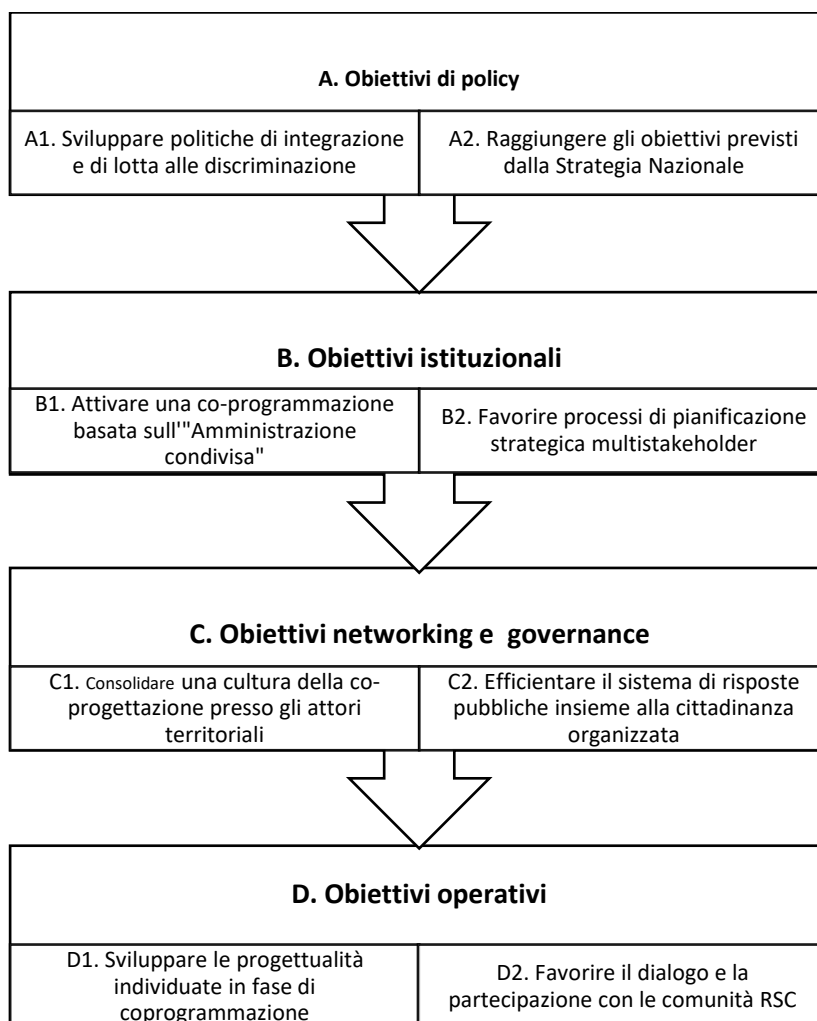 A. Obiettivi di policy
A1. Sviluppare politiche di integrazione
e di lotta alle discriminazione
A2. Raggiungere gli obiettivi previsti
dalla Strategia Nazionale
B. Obiettivi istituzionali
B1. Attivare una co-programmazione
basata sull'"Amministrazione
condivisa"
B2. Favorire processi di pianificazione
strategica multistakeholder
C. Obiettivi networking e governance
C1. Consolidare una cultura della co-
progettazione presso gli attori
territoriali
C2. Efficientare il sistema di risposte
pubbliche insieme alla cittadinanza
organizzata
D. Obiettivi operativi
D1. Sviluppare le progettualità
individuate in fase di
coprogrammazione
D2. Favorire il dialogo e la
partecipazione con le comunità RSC